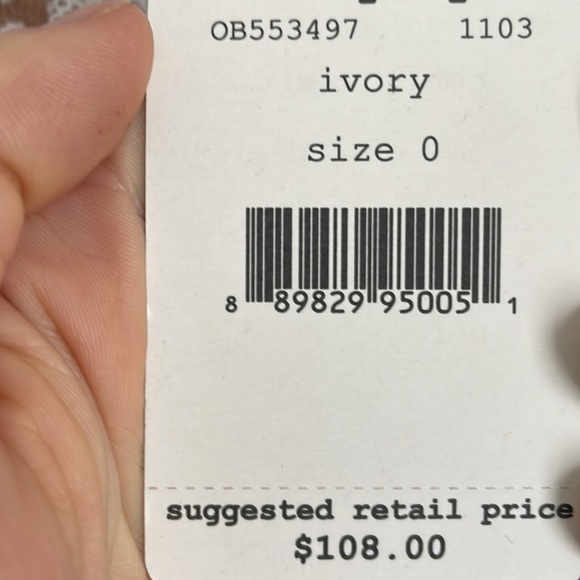 OB553497 1103
ivory
size 0
8 89829 95005 1
suggested retail price
$108.00